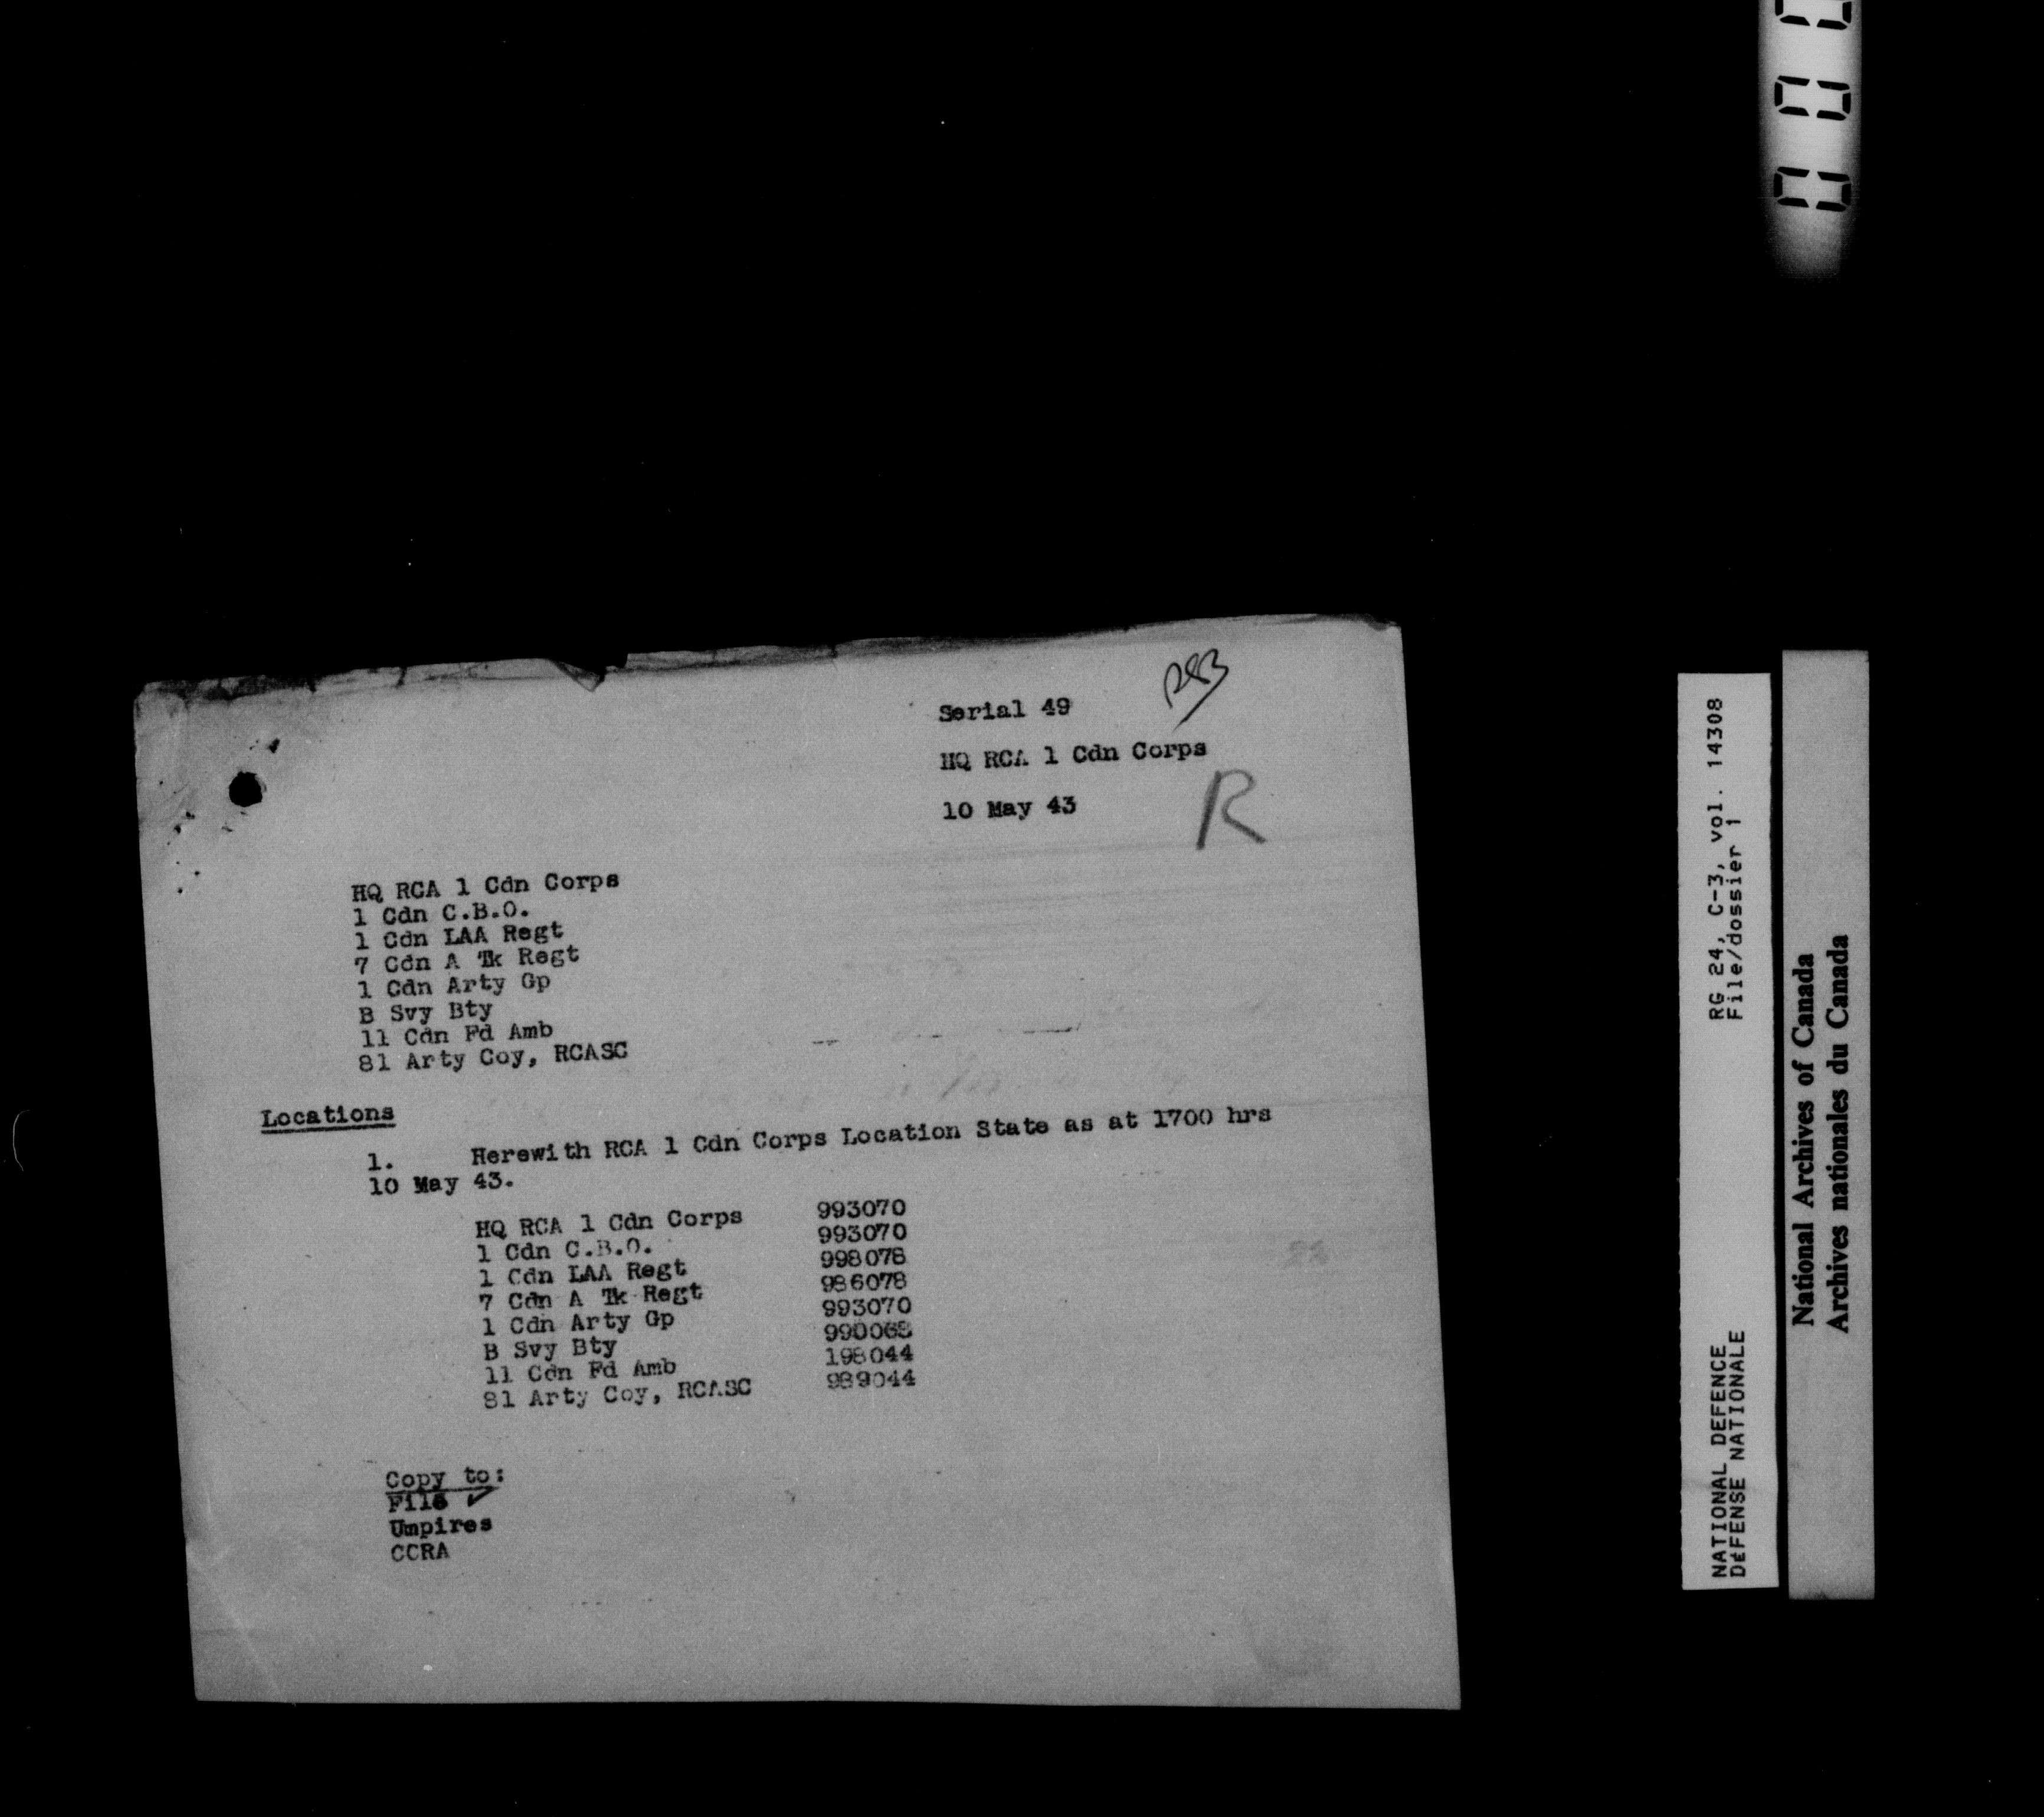 Serial 49
HQ RCA 1 Cdn Corps
10 May 43
R
HQ RCA 1 Cdn Corps
1 Cdn C.B.O.
1 Cdn LAA Regt
7 Cdn A Tk Regt
1 Cdn Arty Gp
B Svy Bty
11 Cdn Fd Amb
81 Arty Coy, RCASC
Locations
1. Herewith RCA 1 Cdn Corps Location State as at 1700 hrs
10 May 43.
HQ RCA 1 Cdn Corps 993070
1 Cdn C.B.O. 993070
1 Cdn LAA Regt 998078
7 Cdn A Tk Regt 986078
1 Cdn Arty Gp 993070
B Svy Bty
11 Cdn Fd Amb 198044
81 Arty Coy, RCASC 989044
Copy to:
File ✓
Umpires
CCRA
RG 24, C-3, vol. 14308
File/dossier 1
NATIONAL DEFENCE
DÉFENSE NATIONALE
National Archives of Canada
Archives nationales du Canada